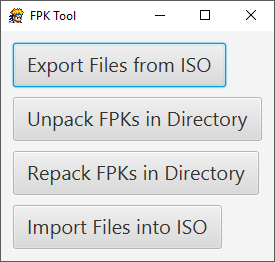 FPK Tool
Export Files from ISO
Unpack FPKs in Directory
Repack FPKs in Directory
Import Files into ISO